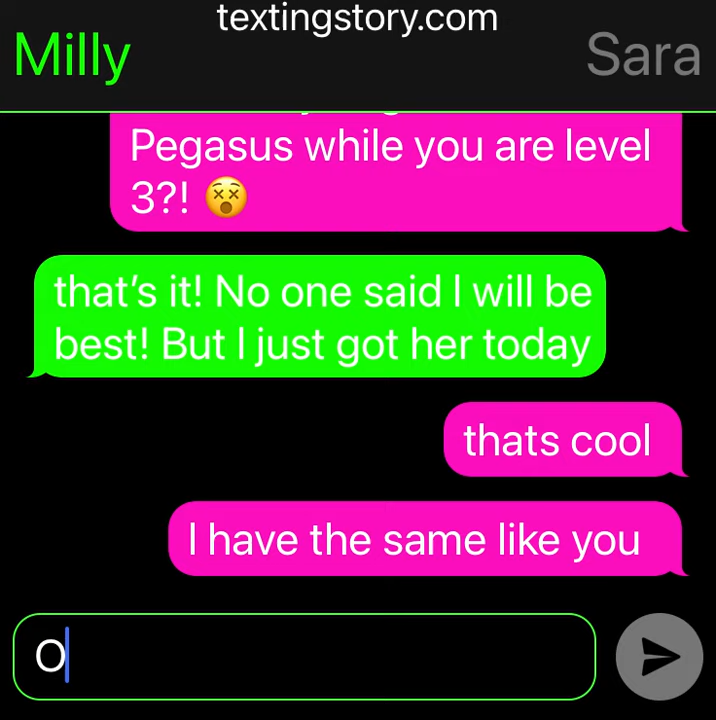 textingstory.com
Milly
Sara
Pegasus while you are level
3?! 😵
that's it! No one said I will be
best! But I just got her today
thats cool
I have the same like you
O